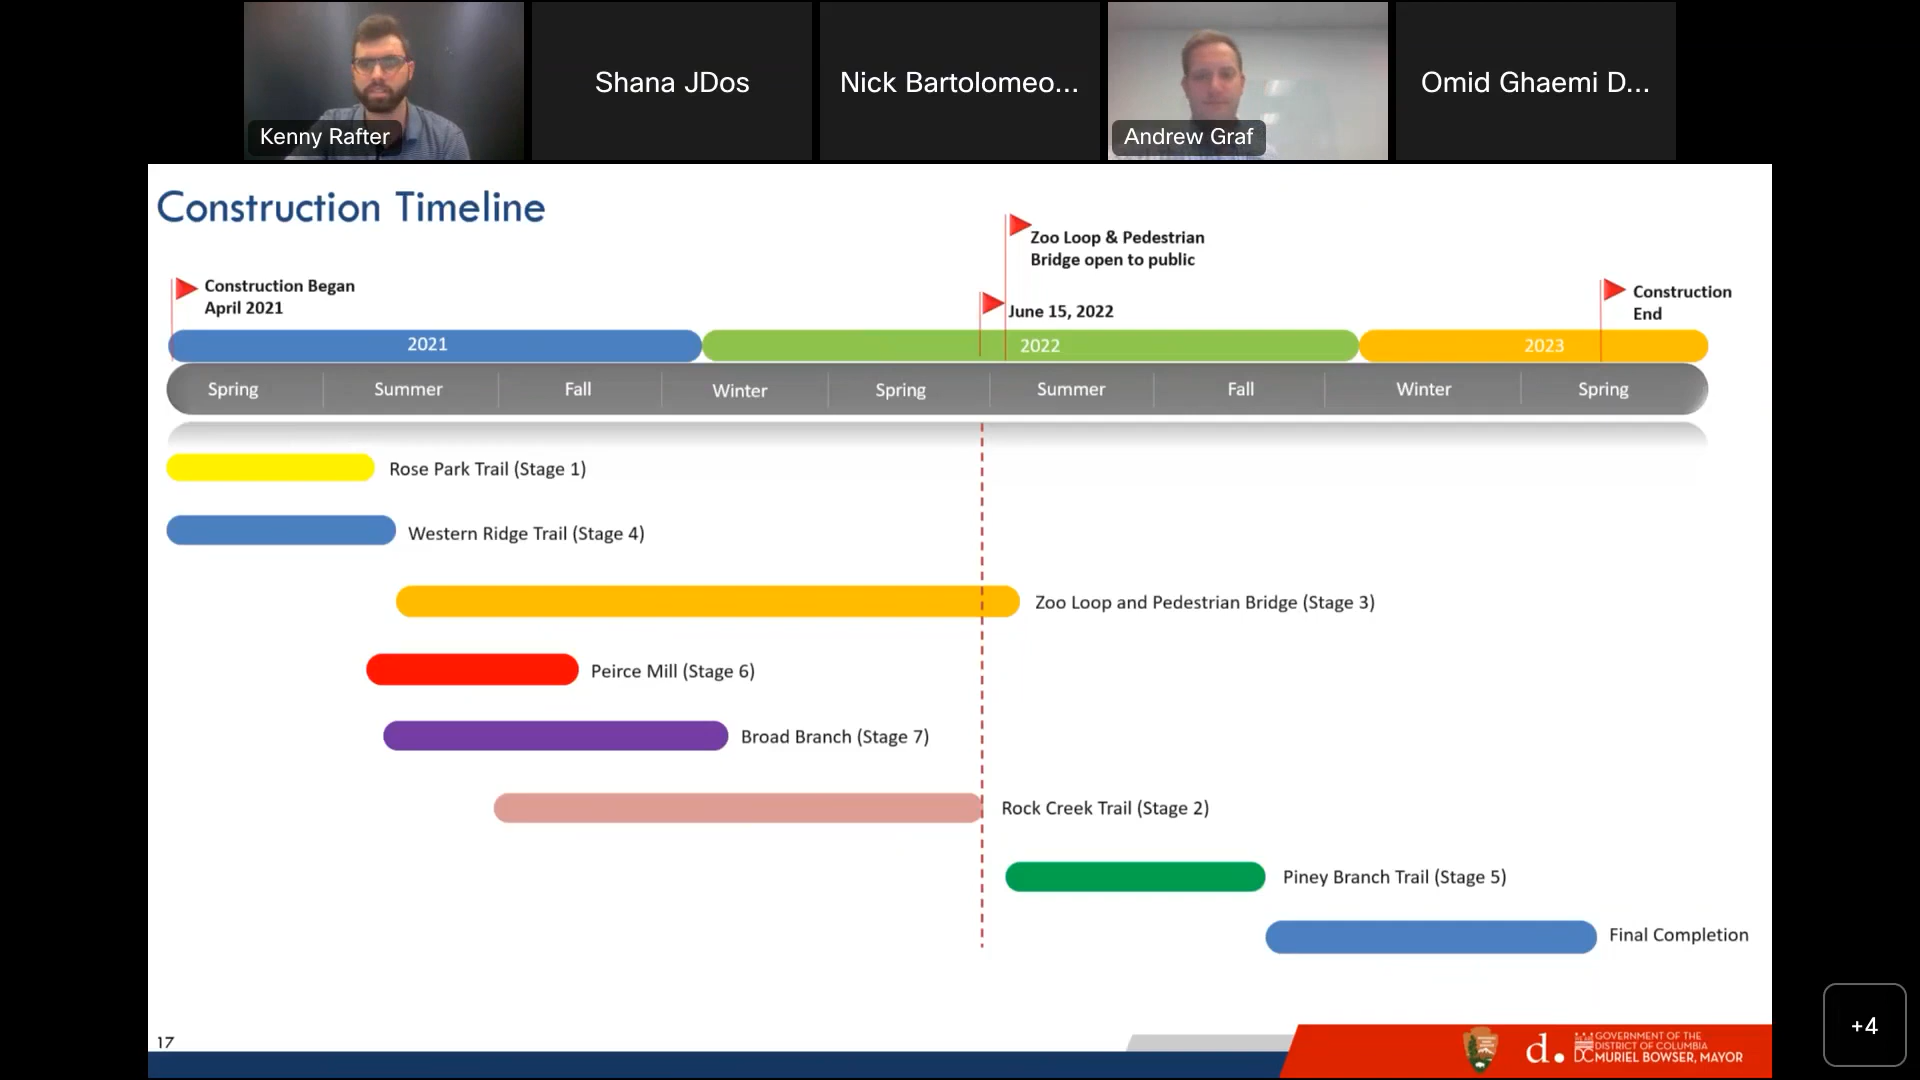 Shana JDos
Nick Bartolomeo...
Omid Ghaemi D...
Kenny Rafter
Andrew Graf
Construction Timeline
Zoo Loop & Pedestrian
Bridge open to public
Construction Began
April 2021
June 15, 2022
Construction
End
2021
2022
2023
Spring
Summer
Fall
Winter
Spring
Summer
Fall
Winter
Spring
Rose Park Trail (Stage 1)
Western Ridge Trail (Stage 4)
Zoo Loop and Pedestrian Bridge (Stage 3)
Peirce Mill (Stage 6)
Broad Branch (Stage 7)
Rock Creek Trail (Stage 2)
Piney Branch Trail (Stage 5)
Final Completion
17
d.
GOVERNMENT OF THE
DISTRICT OF COLUMBIA
DC MURIEL BOWSER, MAYOR
+4